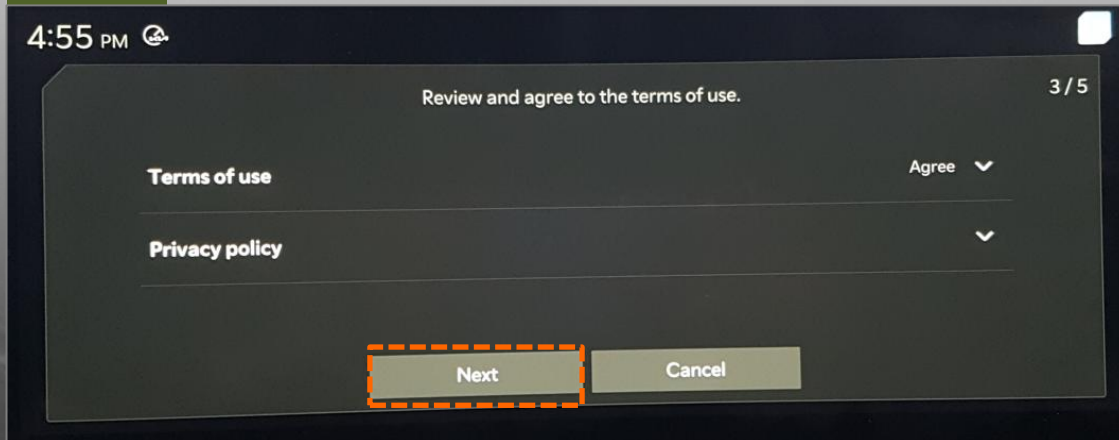 4:55 PM
Review and agree to the terms of use.
3/5
Terms of use
Agree
Privacy policy
Next
Cancel